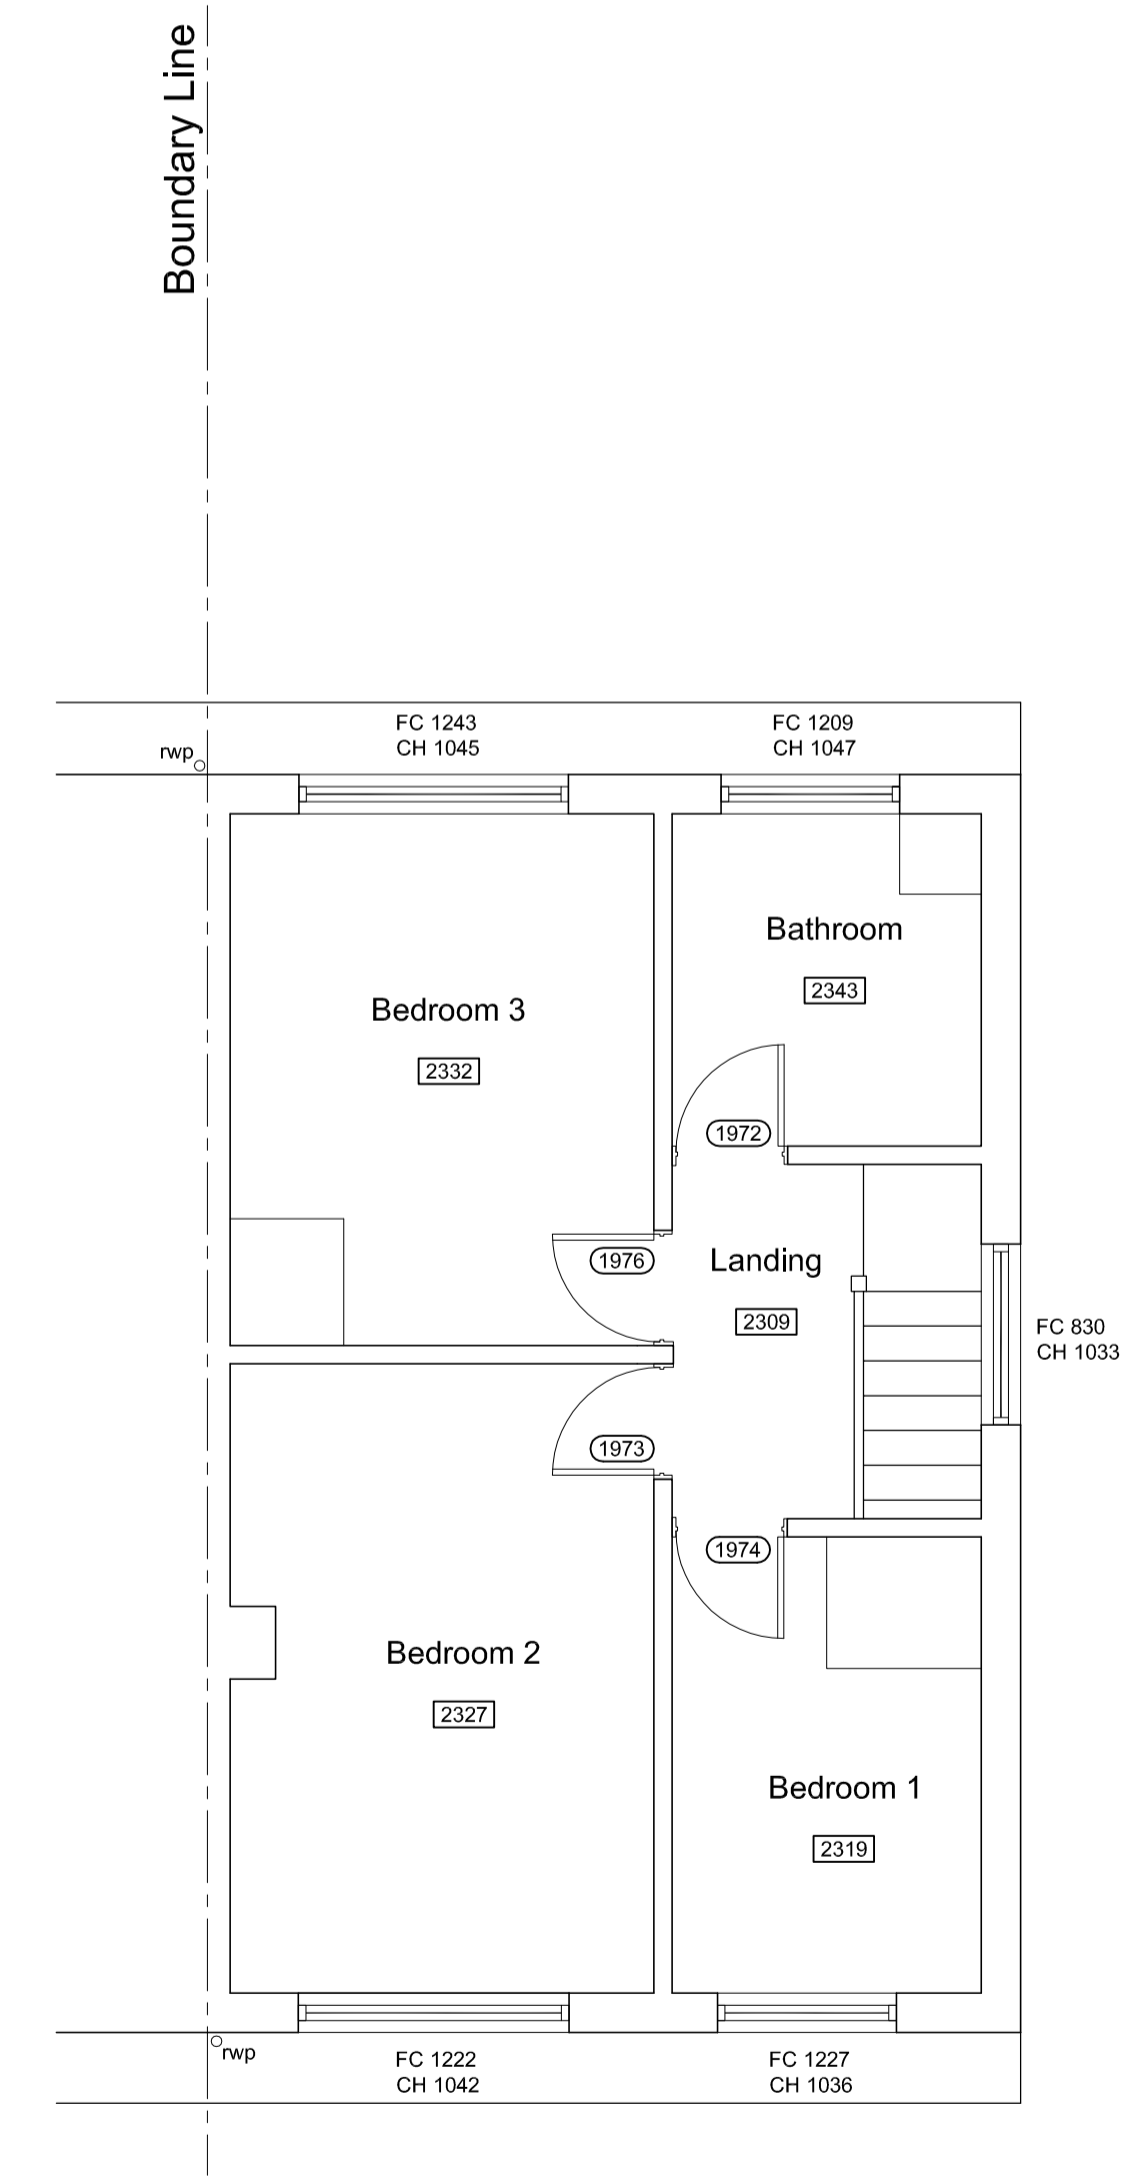 Boundary Line
FC 1243
CH 1045
FC 1209
CH 1047
rwp
Bathroom
2343
Bedroom 3
2332
1972
1976
Landing
2309
FC 830
CH 1033
1973
1974
Bedroom 2
2327
Bedroom 1
2319
rwp
FC 1222
CH 1042
FC 1227
CH 1036